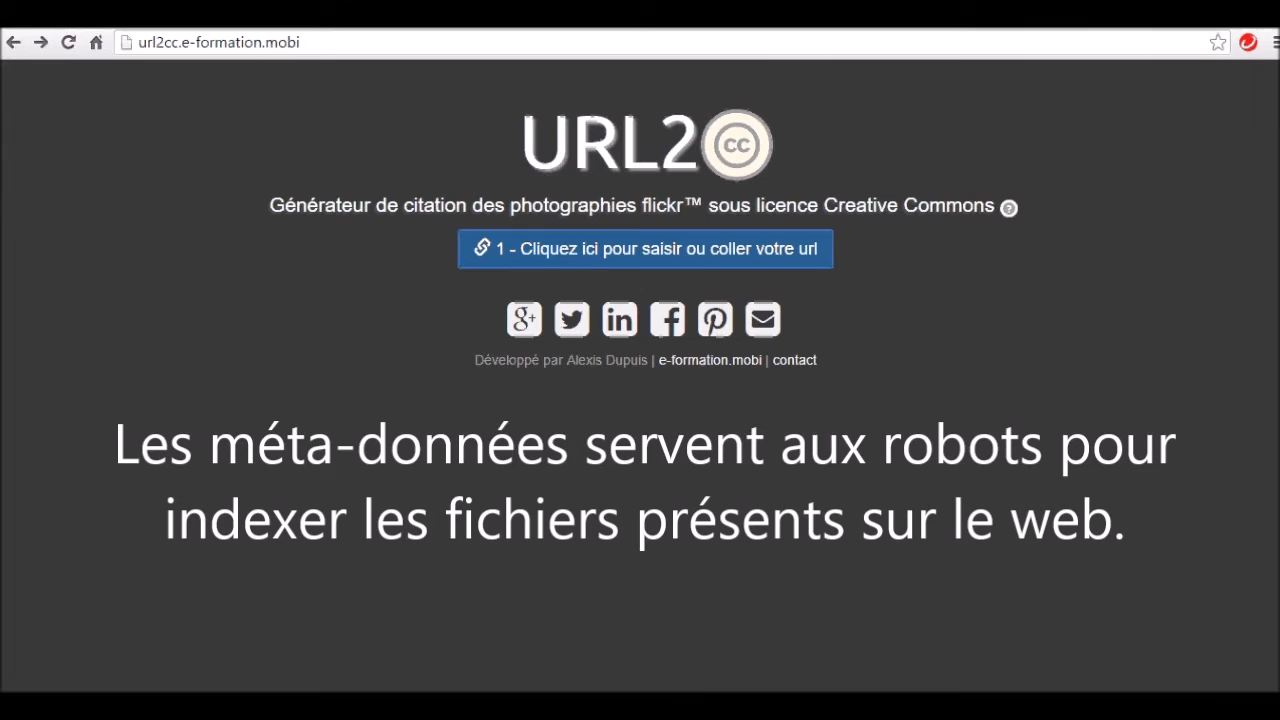 url2cc.e-formation.mobi
URL2 cc
Générateur de citation des photographies flickr™ sous licence Creative Commons ?
1 - Cliquez ici pour saisir ou coller votre url
g+ in f
Développé par Alexis Dupuis | e-formation.mobi | contact
Les méta-données servent aux robots pour
indexer les fichiers présents sur le web.